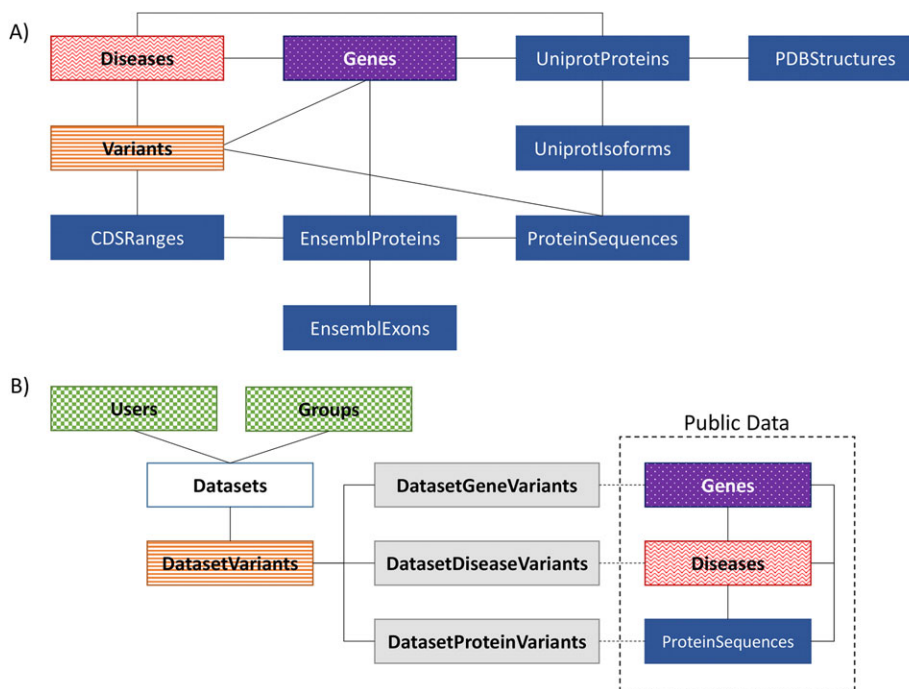 A)
Diseases
Genes
UniprotProteins
PDBStructures
Variants
UniprotIsoforms
CDSRanges
EnsemblProteins
ProteinSequences
EnsemblExons
B)
Users
Groups
Public Data
Datasets
DatasetGeneVariants
Genes
DatasetVariants
DatasetDiseaseVariants
Diseases
DatasetProteinVariants
ProteinSequences